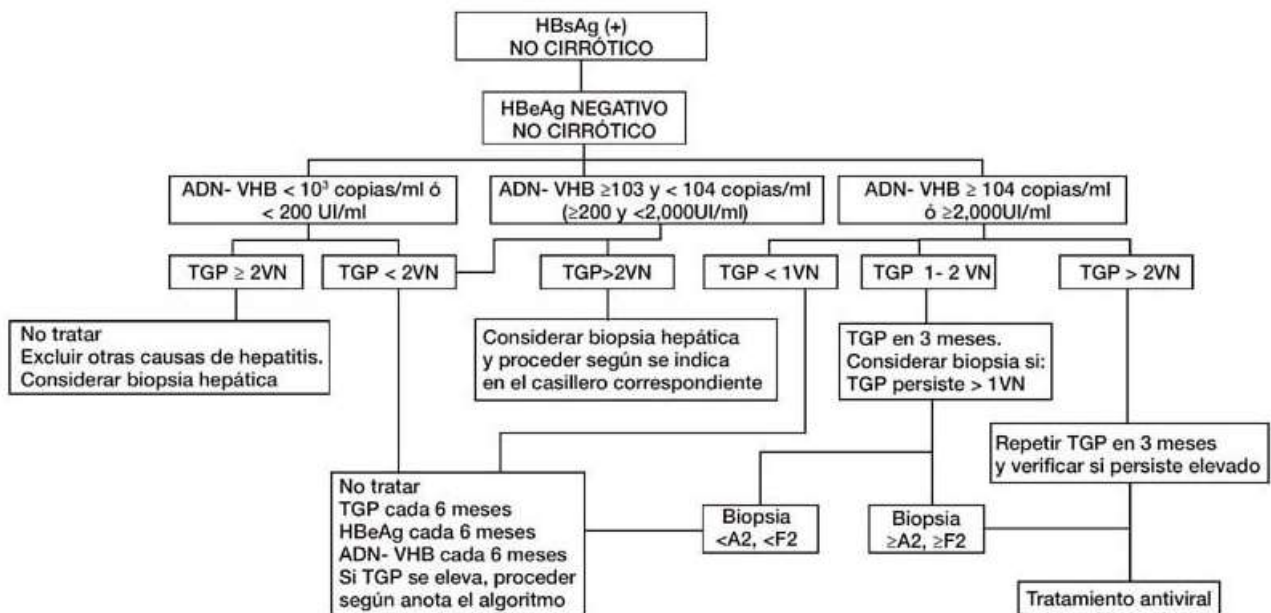 HBsAg (+)
NO CIRRÓTICO
HBeAg NEGATIVO
NO CIRRÓTICO
ADN- VHB < 10³ copias/ml ó
< 200 UI/ml
ADN- VHB ≥103 y < 104 copias/ml
(≥200 y <2,000UI/ml)
ADN- VHB ≥ 104 copias/ml
ó ≥2,000UI/ml
TGP ≥ 2VN
TGP < 2VN
TGP>2VN
TGP < 1VN
TGP 1- 2 VN
TGP > 2VN
No tratar
Excluir otras causas de hepatitis.
Considerar biopsia hepática
Considerar biopsia hepática
y proceder según se indica
en el casillero correspondiente
TGP en 3 meses.
Considerar biopsia si:
TGP persiste > 1VN
Repetir TGP en 3 meses
y verificar si persiste elevado
No tratar
TGP cada 6 meses
HBeAg cada 6 meses
ADN- VHB cada 6 meses
Si TGP se eleva, proceder
según anota el algoritmo
Biopsia
<A2, <F2
Biopsia
≥A2, ≥F2
Tratamiento antiviral